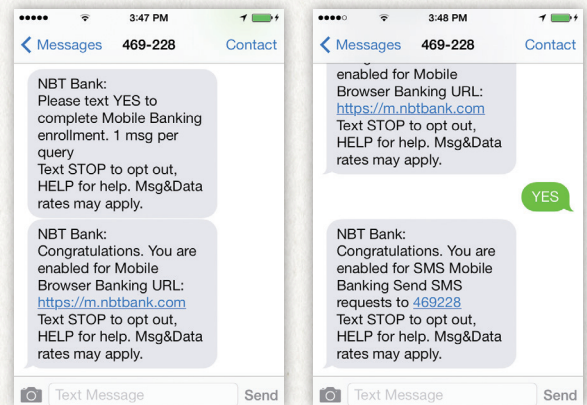 3:47 PM
Messages 469-228 Contact
NBT Bank:
Please text YES to
complete Mobile Banking
enrollment. 1 msg per
query
Text STOP to opt out,
HELP for help. Msg&Data
rates may apply.
NBT Bank:
Congratulations. You are
enabled for Mobile
Browser Banking URL:
https://m.nbtbank.com
Text STOP to opt out,
HELP for help. Msg&Data
rates may apply.
Text Message Send
3:48 PM
Messages 469-228 Contact
enabled for Mobile
Browser Banking URL:
https://m.nbtbank.com
Text STOP to opt out,
HELP for help. Msg&Data
rates may apply.
YES
NBT Bank:
Congratulations. You are
enabled for SMS Mobile
Banking Send SMS
requests to 469228
Text STOP to opt out,
HELP for help. Msg&Data
rates may apply.
Text Message Send